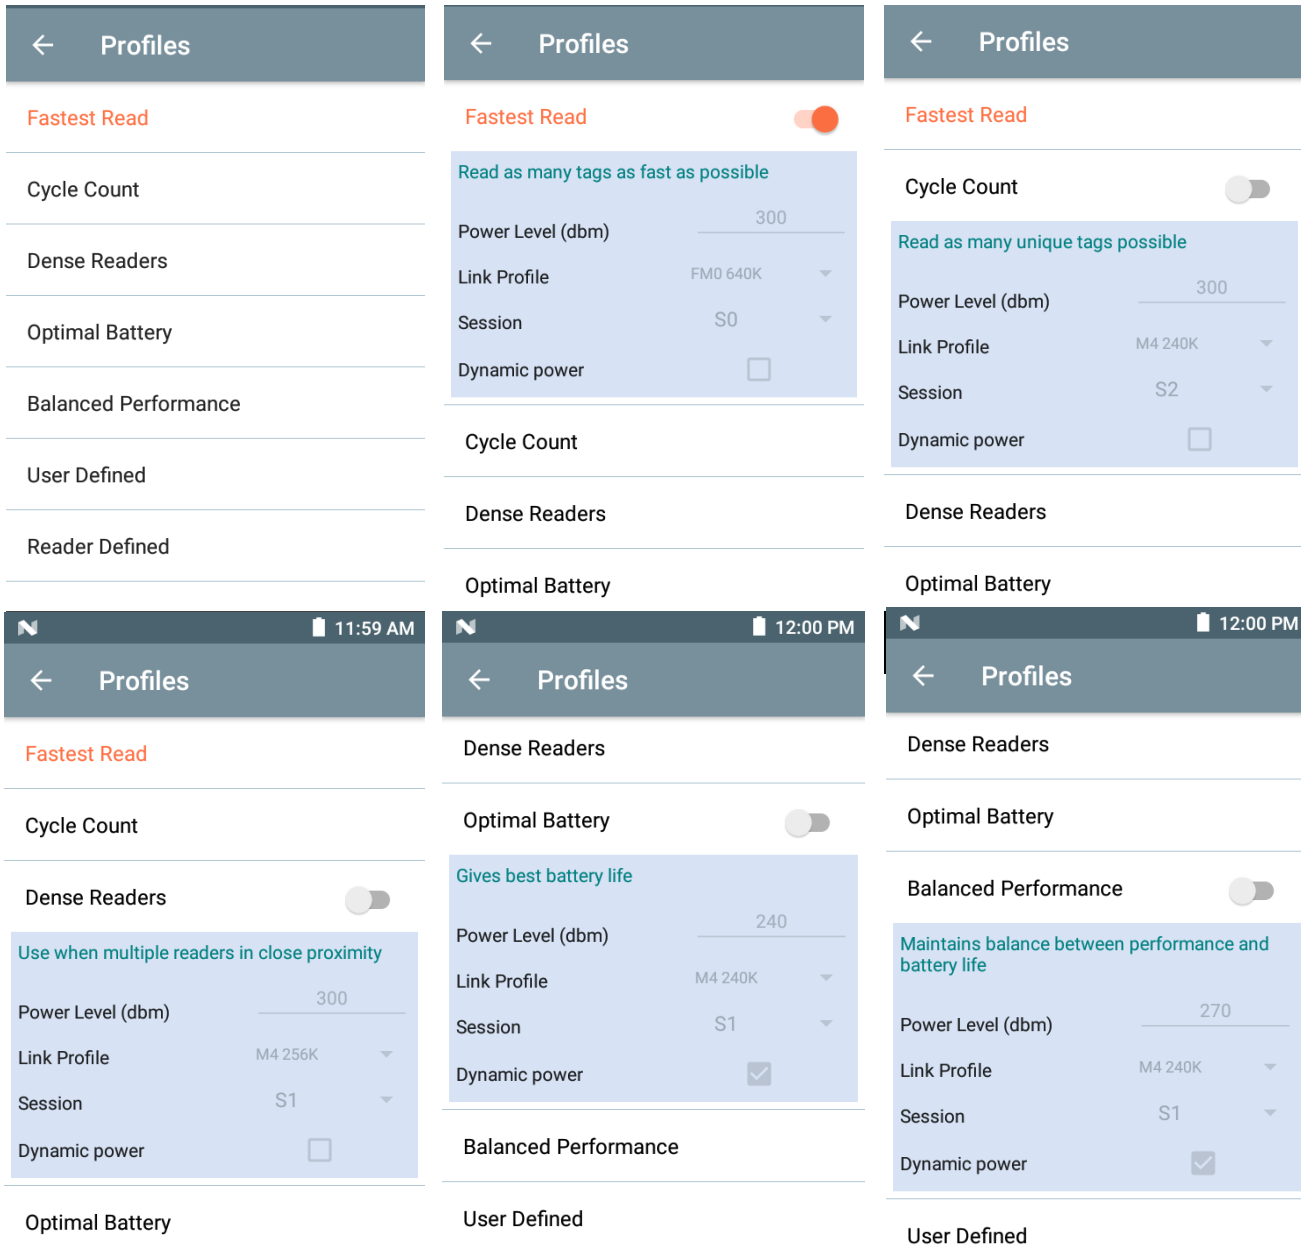 Profiles
Fastest Read
Cycle Count
Dense Readers
Optimal Battery
Balanced Performance
User Defined
Reader Defined
Profiles
Fastest Read
Read as many tags as fast as possible
Power Level (dbm) 300
Link Profile FM0 640K
Session S0
Dynamic power
Cycle Count
Dense Readers
Optimal Battery
Profiles
Fastest Read
Cycle Count
Read as many unique tags possible
Power Level (dbm) 300
Link Profile M4 240K
Session S2
Dynamic power
Dense Readers
Optimal Battery
11:59 AM
Profiles
Fastest Read
Cycle Count
Dense Readers
Use when multiple readers in close proximity
Power Level (dbm) 300
Link Profile M4 256K
Session S1
Dynamic power
Optimal Battery
12:00 PM
Profiles
Dense Readers
Optimal Battery
Gives best battery life
Power Level (dbm) 240
Link Profile M4 240K
Session S1
Dynamic power
Balanced Performance
User Defined
12:00 PM
Profiles
Dense Readers
Optimal Battery
Balanced Performance
Maintains balance between performance and
battery life
Power Level (dbm) 270
Link Profile M4 240K
Session S1
Dynamic power
User Defined